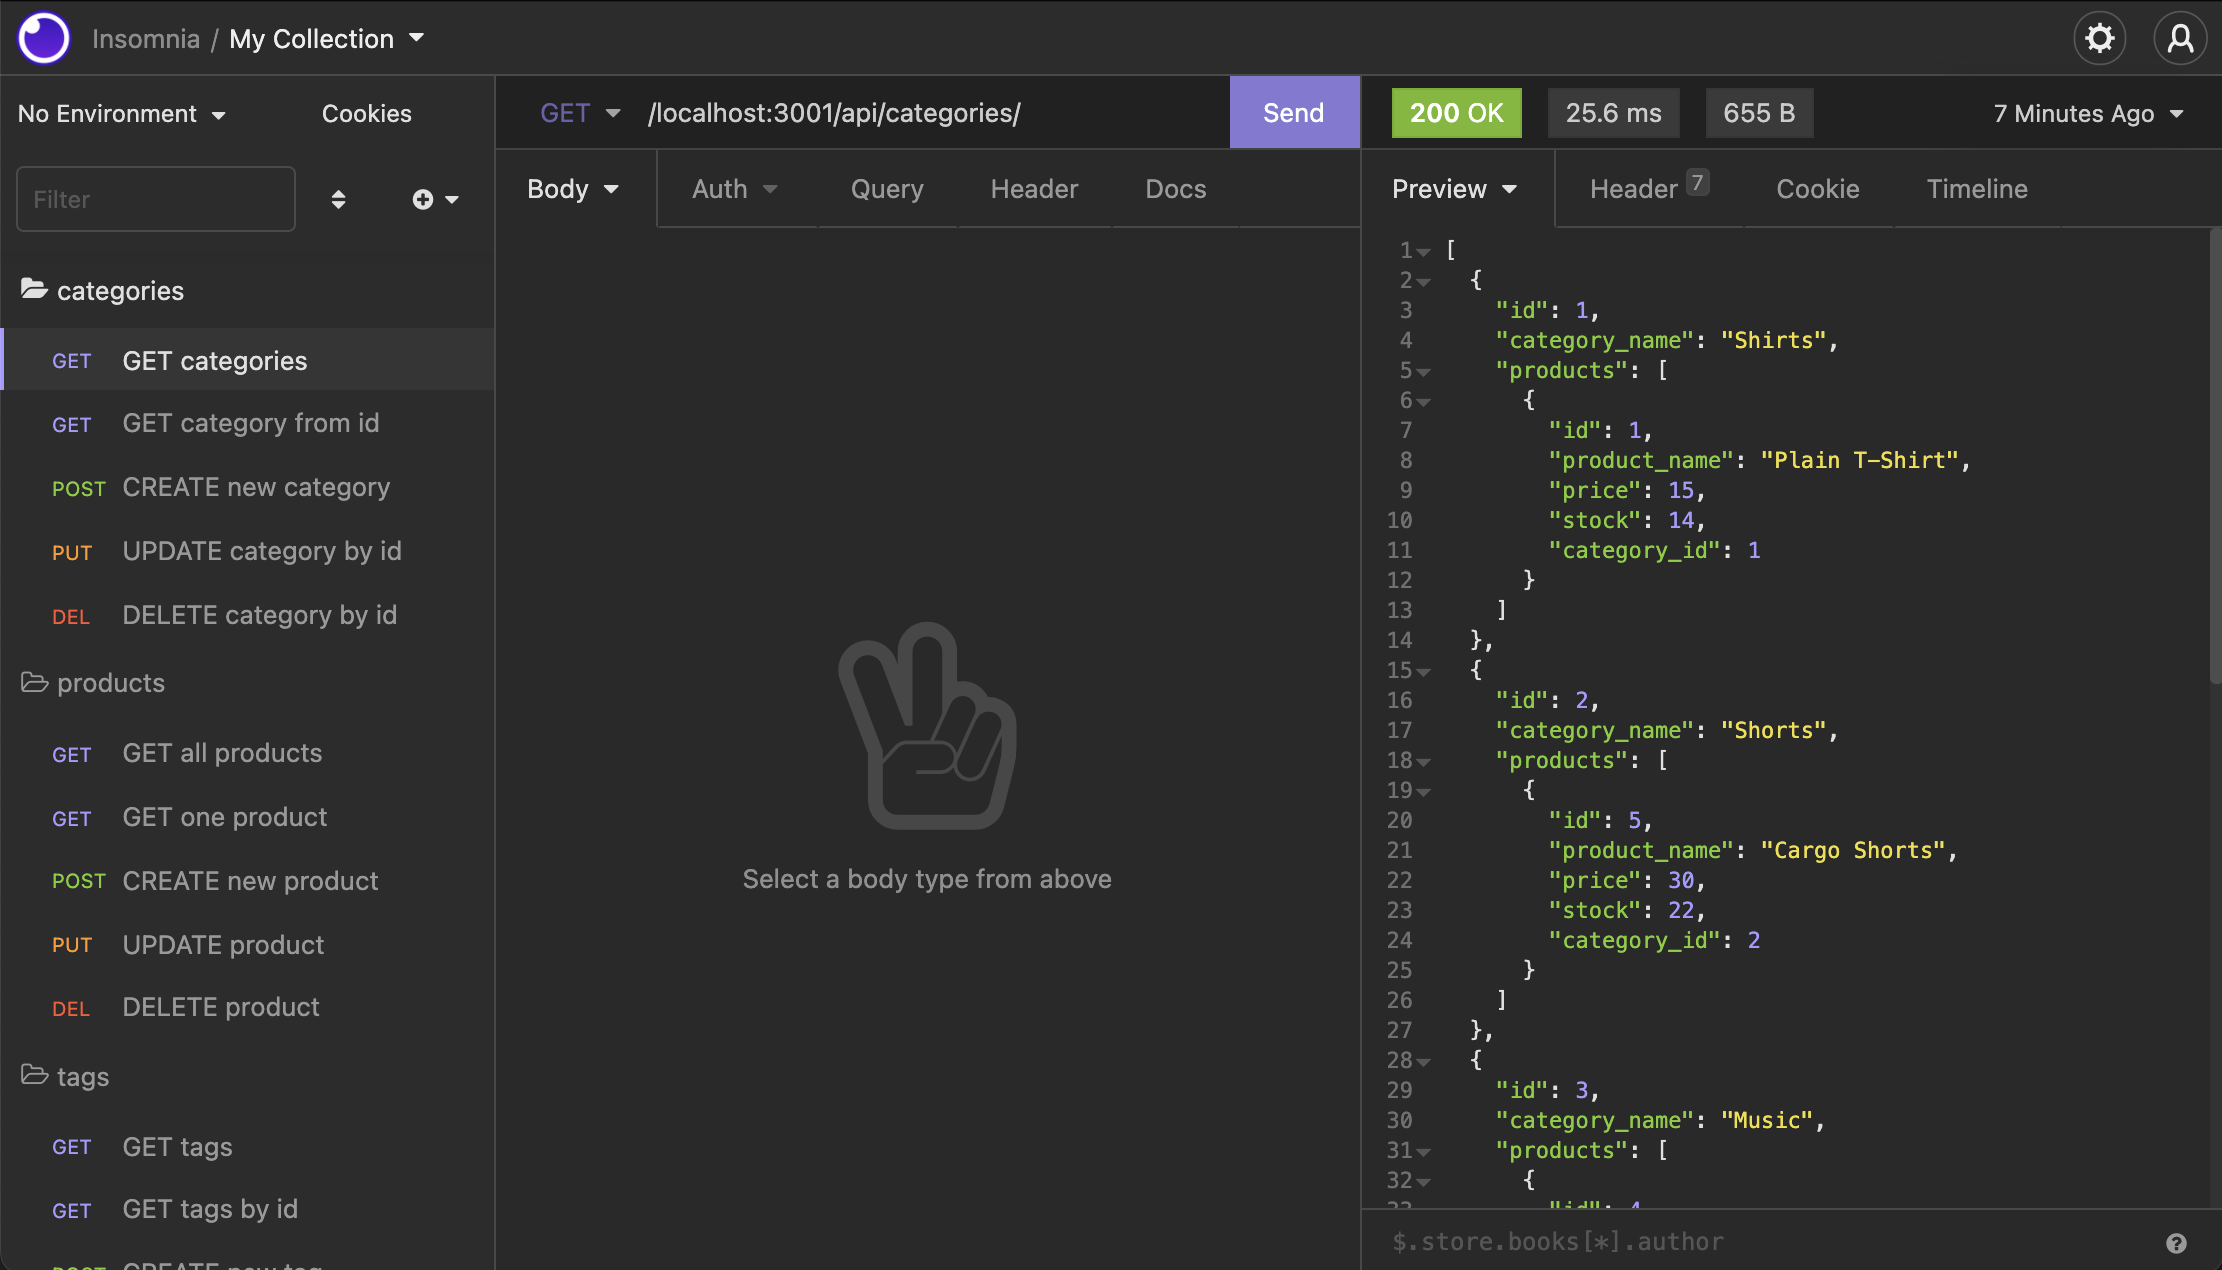 Insomnia / My Collection
No Environment
Cookies
Filter
categories
GET GET categories
GET GET category from id
POST CREATE new category
PUT UPDATE category by id
DEL DELETE category by id
products
GET GET all products
GET GET one product
POST CREATE new product
PUT UPDATE product
DEL DELETE product
tags
GET GET tags
GET GET tags by id
POST CREATE new tag
GET /localhost:3001/api/categories/ Send
Body Auth Query Header Docs
Select a body type from above
200 OK 25.6 ms 655 B 7 Minutes Ago
Preview Header 7 Cookie Timeline
1 [
2 {
3 "id": 1,
4 "category_name": "Shirts",
5 "products": [
6 {
7 "id": 1,
8 "product_name": "Plain T-Shirt",
9 "price": 15,
10 "stock": 14,
11 "category_id": 1
12 }
13 ]
14 },
15 {
16 "id": 2,
17 "category_name": "Shorts",
18 "products": [
19 {
20 "id": 5,
21 "product_name": "Cargo Shorts",
22 "price": 30,
23 "stock": 22,
24 "category_id": 2
25 }
26 ]
27 },
28 {
29 "id": 3,
30 "category_name": "Music",
31 "products": [
32 {
33 "id": 4
$.store.books[*].author